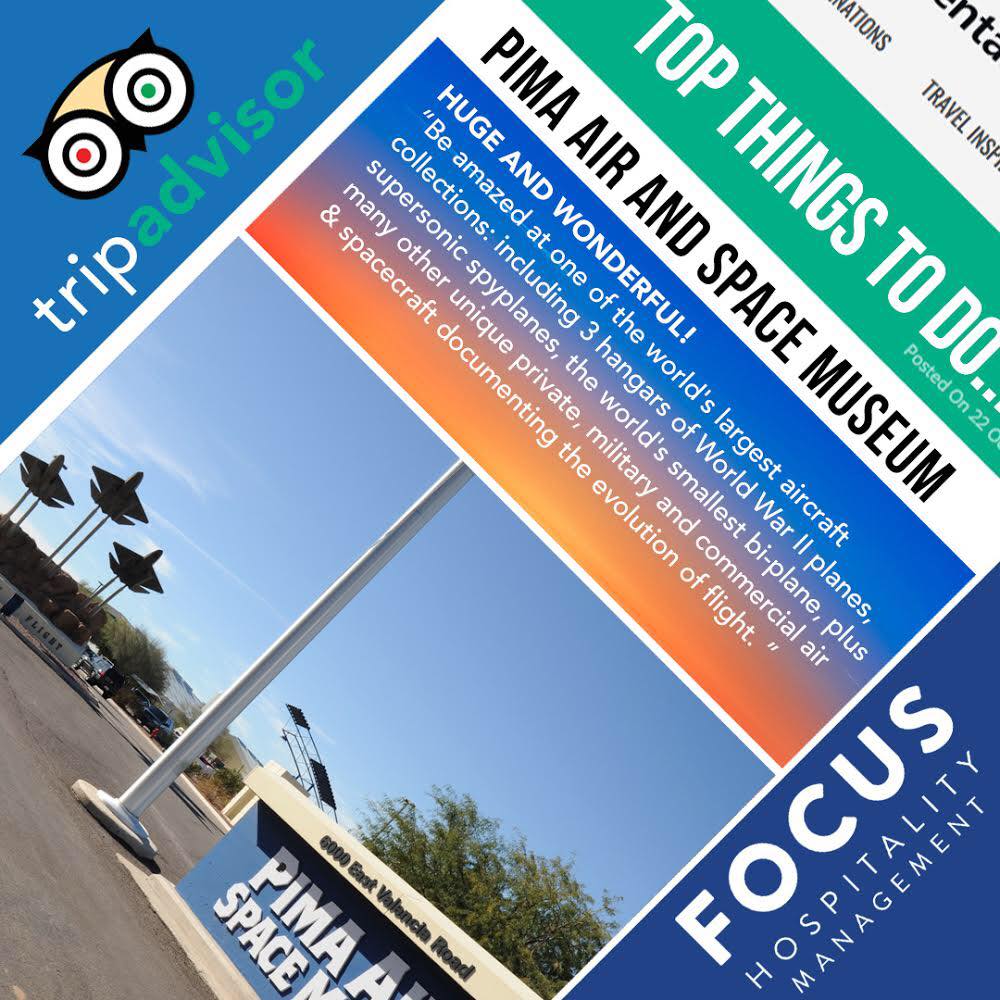 tripadvisor
TOP THINGS TO DO...
Posted On 22
TRAVEL
PIMA AIR AND SPACE MUSEUM
HUGE AND WONDERFUL!
“Be amazed at one of the world's largest aircraft
collections: including 3 hangars of World War II planes,
supersonic spyplanes, the world's smallest bi-plane, plus
many other unique private, military and commercial air
& spacecraft documenting the evolution of flight. ”
FLIGHT
6000 East Valencia Road
PIMA
SPACE
FOCUS
HOSPITALITY
MANAGEMENT